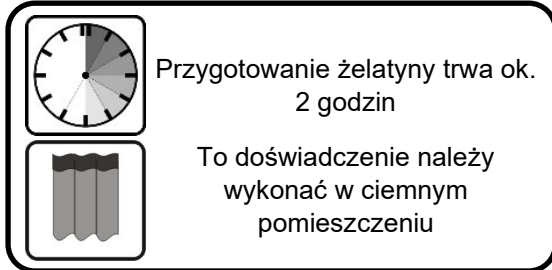 Przygotowanie żelatyny trwa ok.
2 godzin
To doświadczenie należy
wykonać w ciemnym
pomieszczeniu